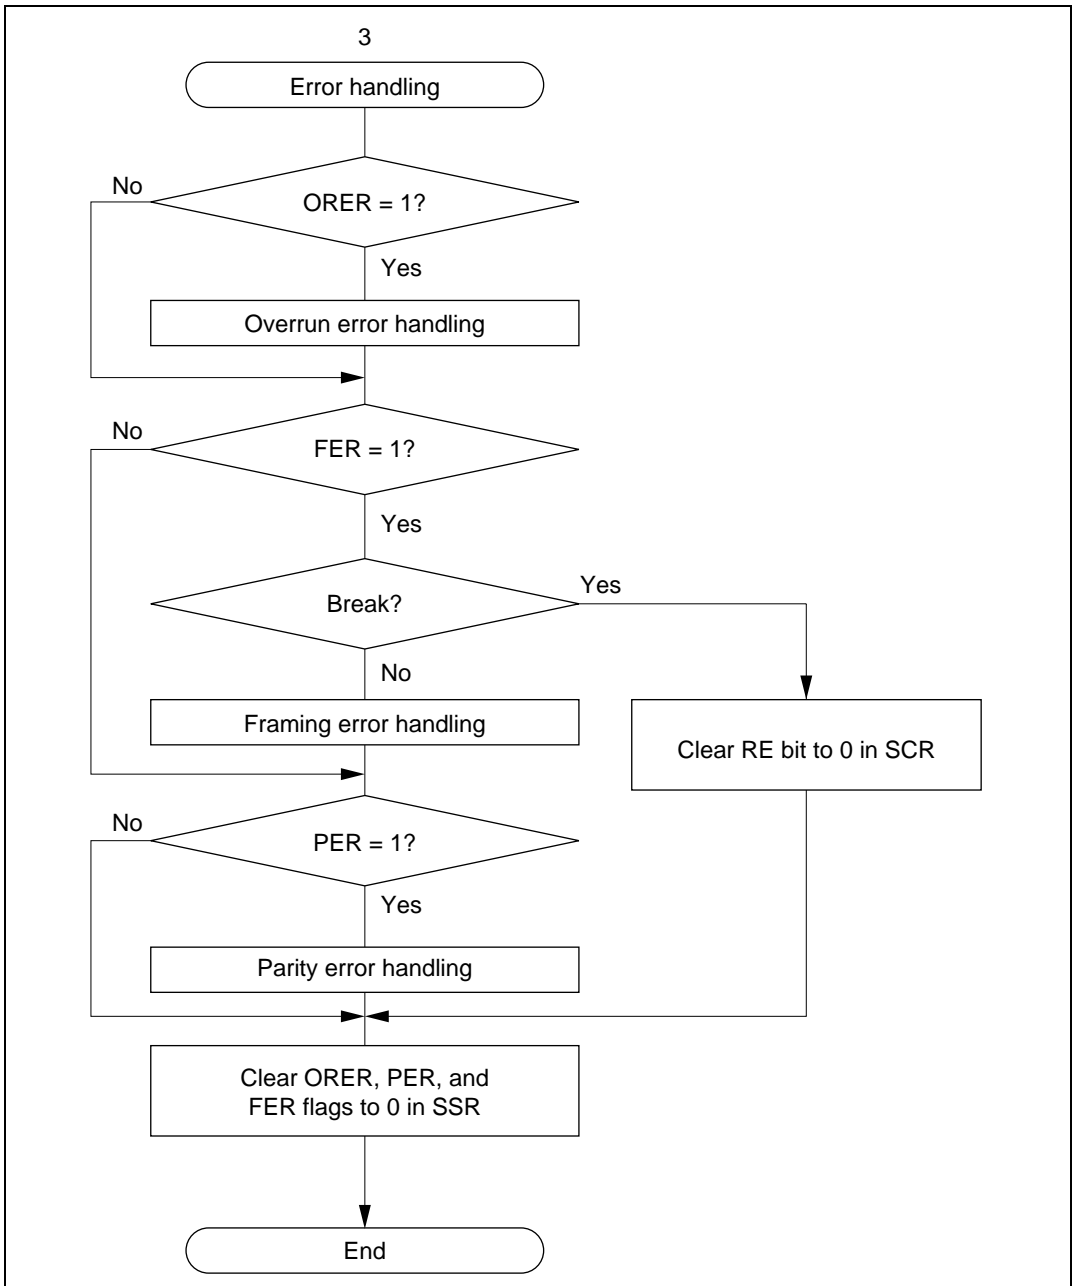 3
Error handling
No
ORER = 1?
Yes
Overrun error handling
No
FER = 1?
Yes
Break?
Yes
No
Framing error handling
Clear RE bit to 0 in SCR
No
PER = 1?
Yes
Parity error handling
Clear ORER, PER, and
FER flags to 0 in SSR
End